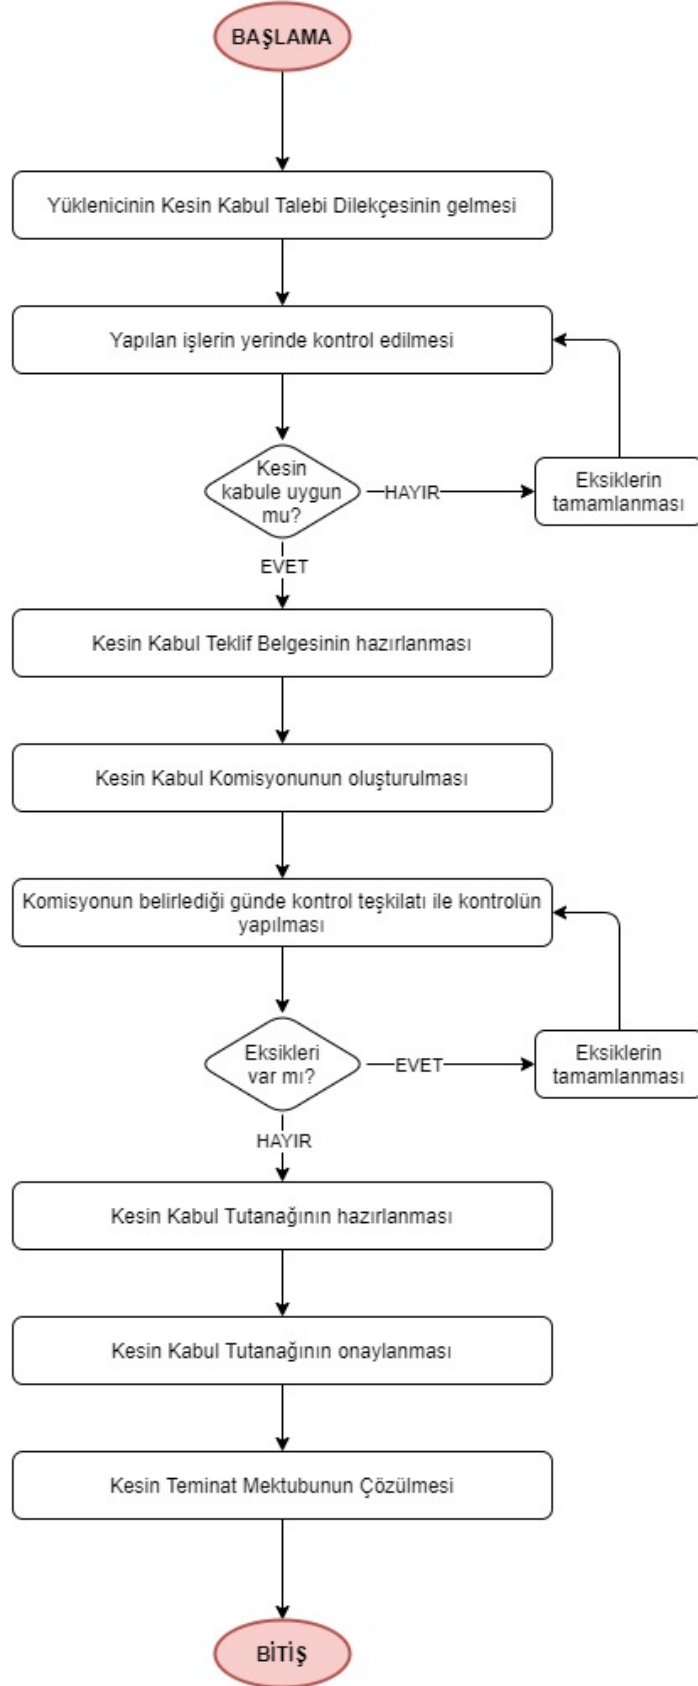 BAŞLAMA
Yüklenicinin Kesin Kabul Talebi Dilekçesinin gelmesi
Yapılan işlerin yerinde kontrol edilmesi
Kesin
kabule uygun
mu?
HAYIR
Eksiklerin
tamamlanması
EVET
Kesin Kabul Teklif Belgesinin hazırlanması
Kesin Kabul Komisyonunun oluşturulması
Komisyonun belirlediği günde kontrol teşkilatı ile kontrolün
yapılması
Eksikleri
var mı?
EVET
Eksiklerin
tamamlanması
HAYIR
Kesin Kabul Tutanağının hazırlanması
Kesin Kabul Tutanağının onaylanması
Kesin Teminat Mektubunun Çözülmesi
BİTİŞ